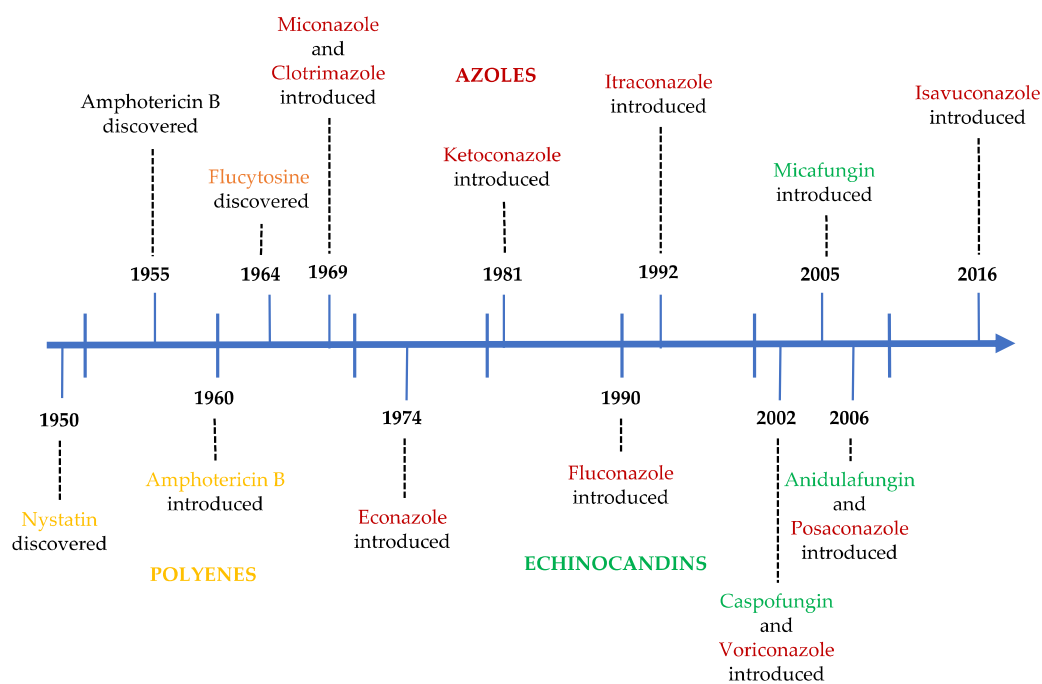 Miconazole
and
Clotrimazole
introduced
AZOLES
Itraconazole
introduced
Isavuconazole
introduced
Amphotericin B
discovered
Ketoconazole
introduced
Micafungin
introduced
Flucytosine
discovered
1955
1964
1969
1981
1992
2005
2016
1950
1960
1974
1990
2002
2006
Nystatin
discovered
Amphotericin B
introduced
Econazole
introduced
Fluconazole
introduced
Anidulafungin
and
Posaconazole
introduced
POLYENES
ECHINOCANDINS
Caspofungin
and
Voriconazole
introduced